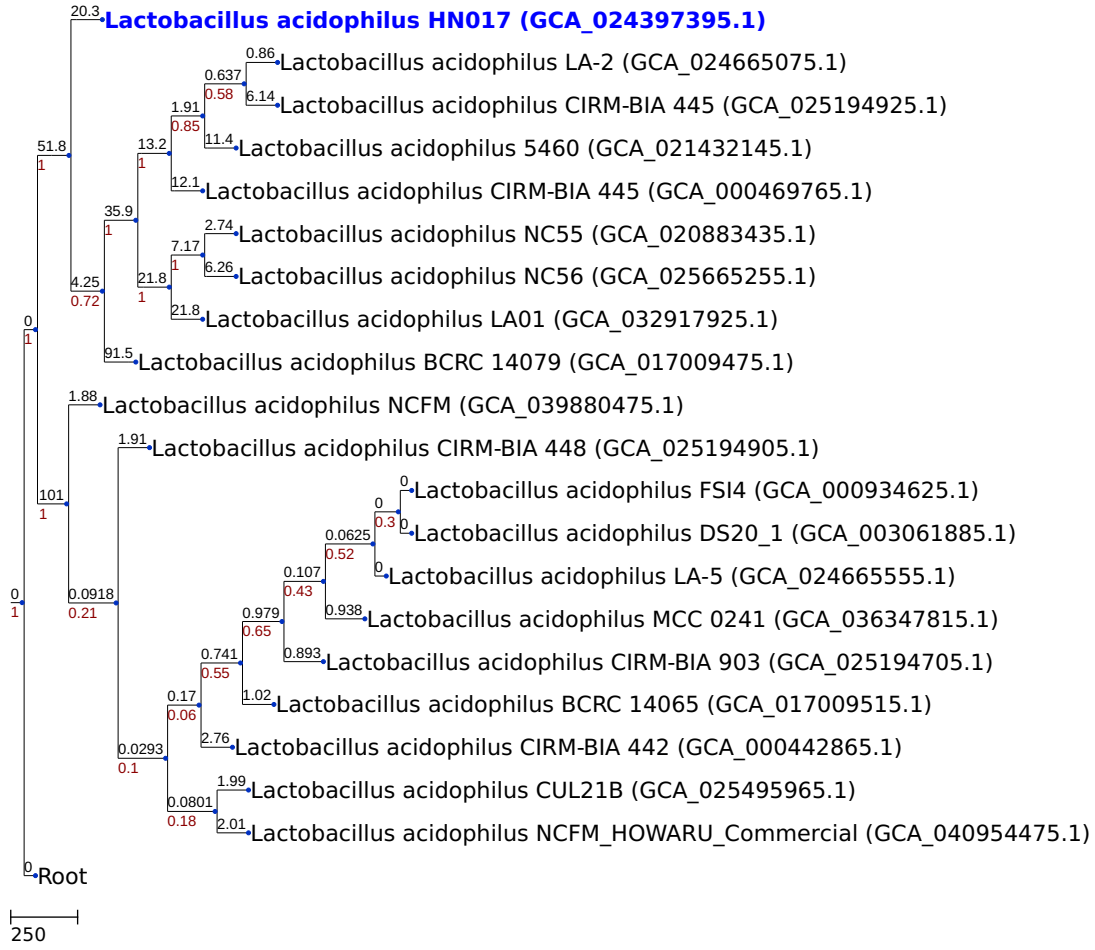 20.3
Lactobacillus acidophilus HN017 (GCA_024397395.1)
0.86
Lactobacillus acidophilus LA-2 (GCA_024665075.1)
0.637
0.58
6.14
Lactobacillus acidophilus CIRM-BIA 445 (GCA_025194925.1)
1.91
0.85
11.4
Lactobacillus acidophilus 5460 (GCA_021432145.1)
51.8
1
13.2
1
12.1
Lactobacillus acidophilus CIRM-BIA 445 (GCA_000469765.1)
35.9
1
2.74
Lactobacillus acidophilus NC55 (GCA_020883435.1)
7.17
1
6.26
Lactobacillus acidophilus NC56 (GCA_025665255.1)
4.25
0.72
21.8
1
21.8
Lactobacillus acidophilus LA01 (GCA_032917925.1)
0
1
91.5
Lactobacillus acidophilus BCRC 14079 (GCA_017009475.1)
1.88
Lactobacillus acidophilus NCFM (GCA_039880475.1)
1.91
Lactobacillus acidophilus CIRM-BIA 448 (GCA_025194905.1)
101
1
0
Lactobacillus acidophilus FSI4 (GCA_000934625.1)
0
0.3
0
Lactobacillus acidophilus DS20_1 (GCA_003061885.1)
0.0625
0.52
0
Lactobacillus acidophilus LA-5 (GCA_024665555.1)
0.107
0.43
0.938
Lactobacillus acidophilus MCC 0241 (GCA_036347815.1)
0
1
0.0918
0.21
0.979
0.65
0.893
Lactobacillus acidophilus CIRM-BIA 903 (GCA_025194705.1)
0.741
0.55
1.02
Lactobacillus acidophilus BCRC 14065 (GCA_017009515.1)
0.17
0.06
2.76
Lactobacillus acidophilus CIRM-BIA 442 (GCA_000442865.1)
0.0293
0.1
1.99
Lactobacillus acidophilus CUL21B (GCA_025495965.1)
0.0801
0.18
2.01
Lactobacillus acidophilus NCFM_HOWARU_Commercial (GCA_040954475.1)
0
Root
250